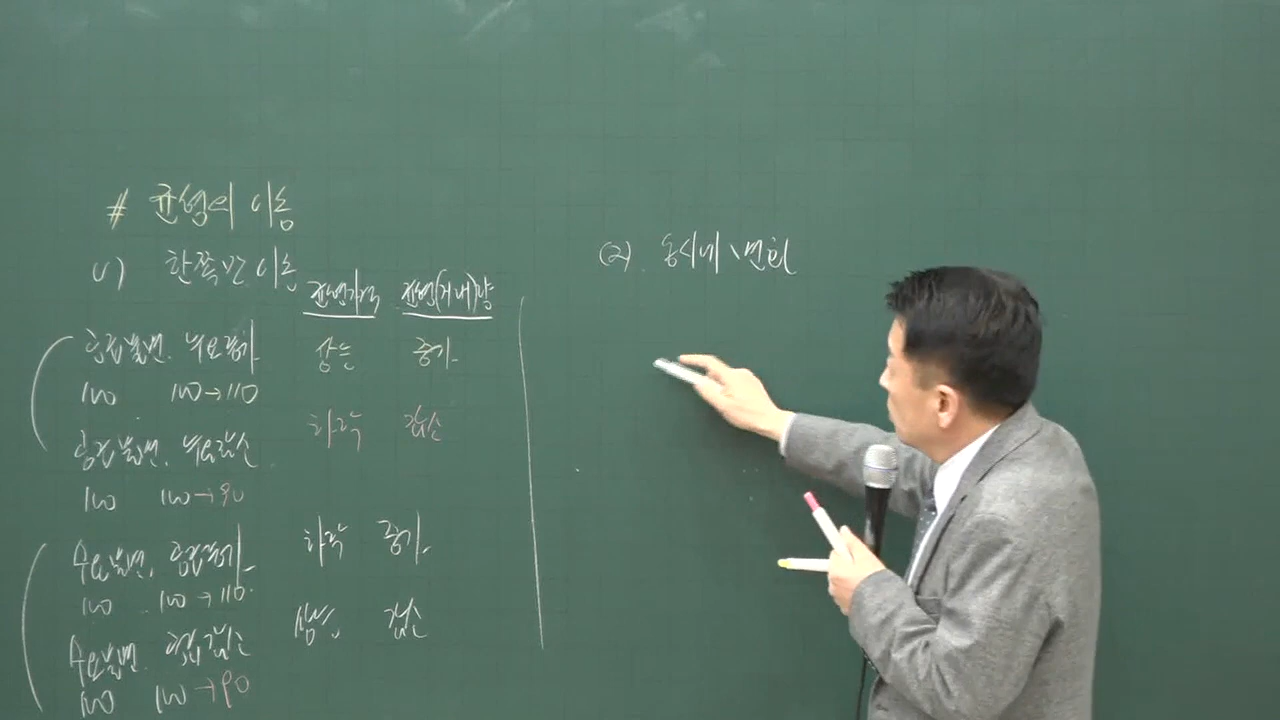 # 균형의 이동
(1) 한쪽만 이동
균형가격 균형(거래)량
공급불변, 수요증가 상승 증가
100 100→110
공급불변, 수요감소 하락 감소
100 100→90
수요불변, 공급증가 하락 증가
100 100→110
수요불변, 공급감소 상승, 감소
100 100→90
(2) 동시에 변화